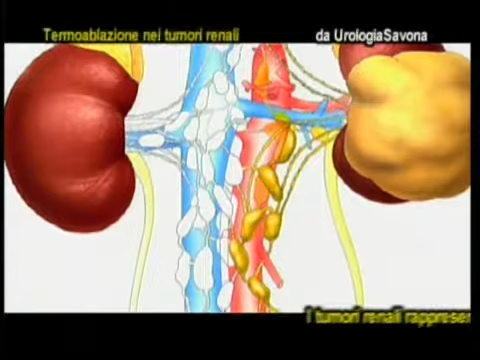 Termoablazione nei tumori renali
da UrologiaSavona
I tumori renali